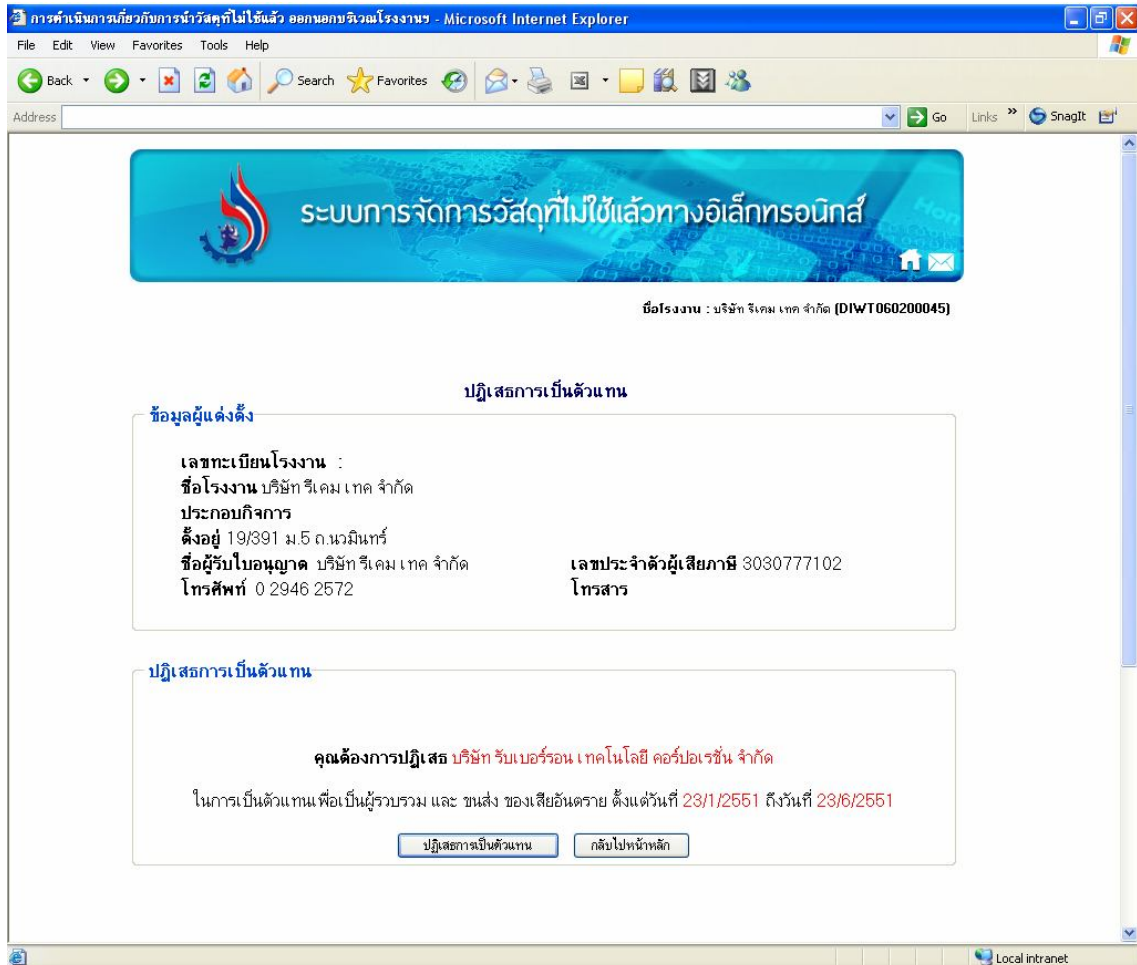 การดำเนินการเกี่ยวกับการนำวัสดุที่ไม่ใช้แล้ว ออกนอกบริเวณโรงงานฯ - Microsoft Internet Explorer
File Edit View Favorites Tools Help
Back Search Favorites
Address Go Links » SnagIt
ระบบการจัดการวัสดุที่ไม่ใช้แล้วทางอิเล็กทรอนิกส์
ชื่อโรงงาน : บริษัท รีเคม เทค จำกัด (DIWT060200045)
ปฏิเสธการเป็นตัวแทน
ข้อมูลผู้แต่งตั้ง
เลขทะเบียนโรงงาน :
ชื่อโรงงาน บริษัท รีเคม เทค จำกัด
ประกอบกิจการ
ตั้งอยู่ 19/391 ม.5 ถ.นวมินทร์
ชื่อผู้รับใบอนุญาต บริษัท รีเคม เทค จำกัด เลขประจำตัวผู้เสียภาษี 3030777102
โทรศัพท์ 0 2946 2572 โทรสาร
ปฏิเสธการเป็นตัวแทน
คุณต้องการปฏิเสธ บริษัท รับเบอร์รอน เทคโนโลยี คอร์ปอเรชั่น จำกัด
ในการเป็นตัวแทนเพื่อเป็นผู้รวบรวม และ ขนส่ง ของเสียอันตราย ตั้งแต่วันที่ 23/1/2551 ถึงวันที่ 23/6/2551
ปฏิเสธการเป็นตัวแทน กลับไปหน้าหลัก
Local intranet